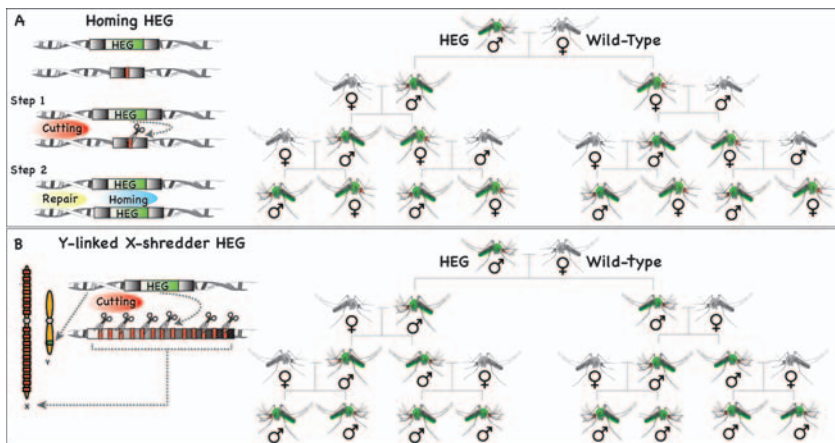 A Homing HEG
HEG
HEG Wild-Type
♂ ♀
Step 1
HEG
Cutting
♀ ♂ ♀ ♂
Step 2
HEG
Repair Homing
HEG
♀ ♂ ♀ ♂ ♀ ♂ ♀ ♂
♂ ♀ ♂ ♀ ♂ ♀ ♂ ♀
B Y-linked X-shredder HEG
HEG
Cutting
Y
X
HEG Wild-type
♂ ♀
♀ ♂ ♂ ♀
♀ ♂ ♂ ♀ ♀ ♂ ♂ ♀
♂ ♂ ♂ ♂ ♂ ♂ ♂ ♂